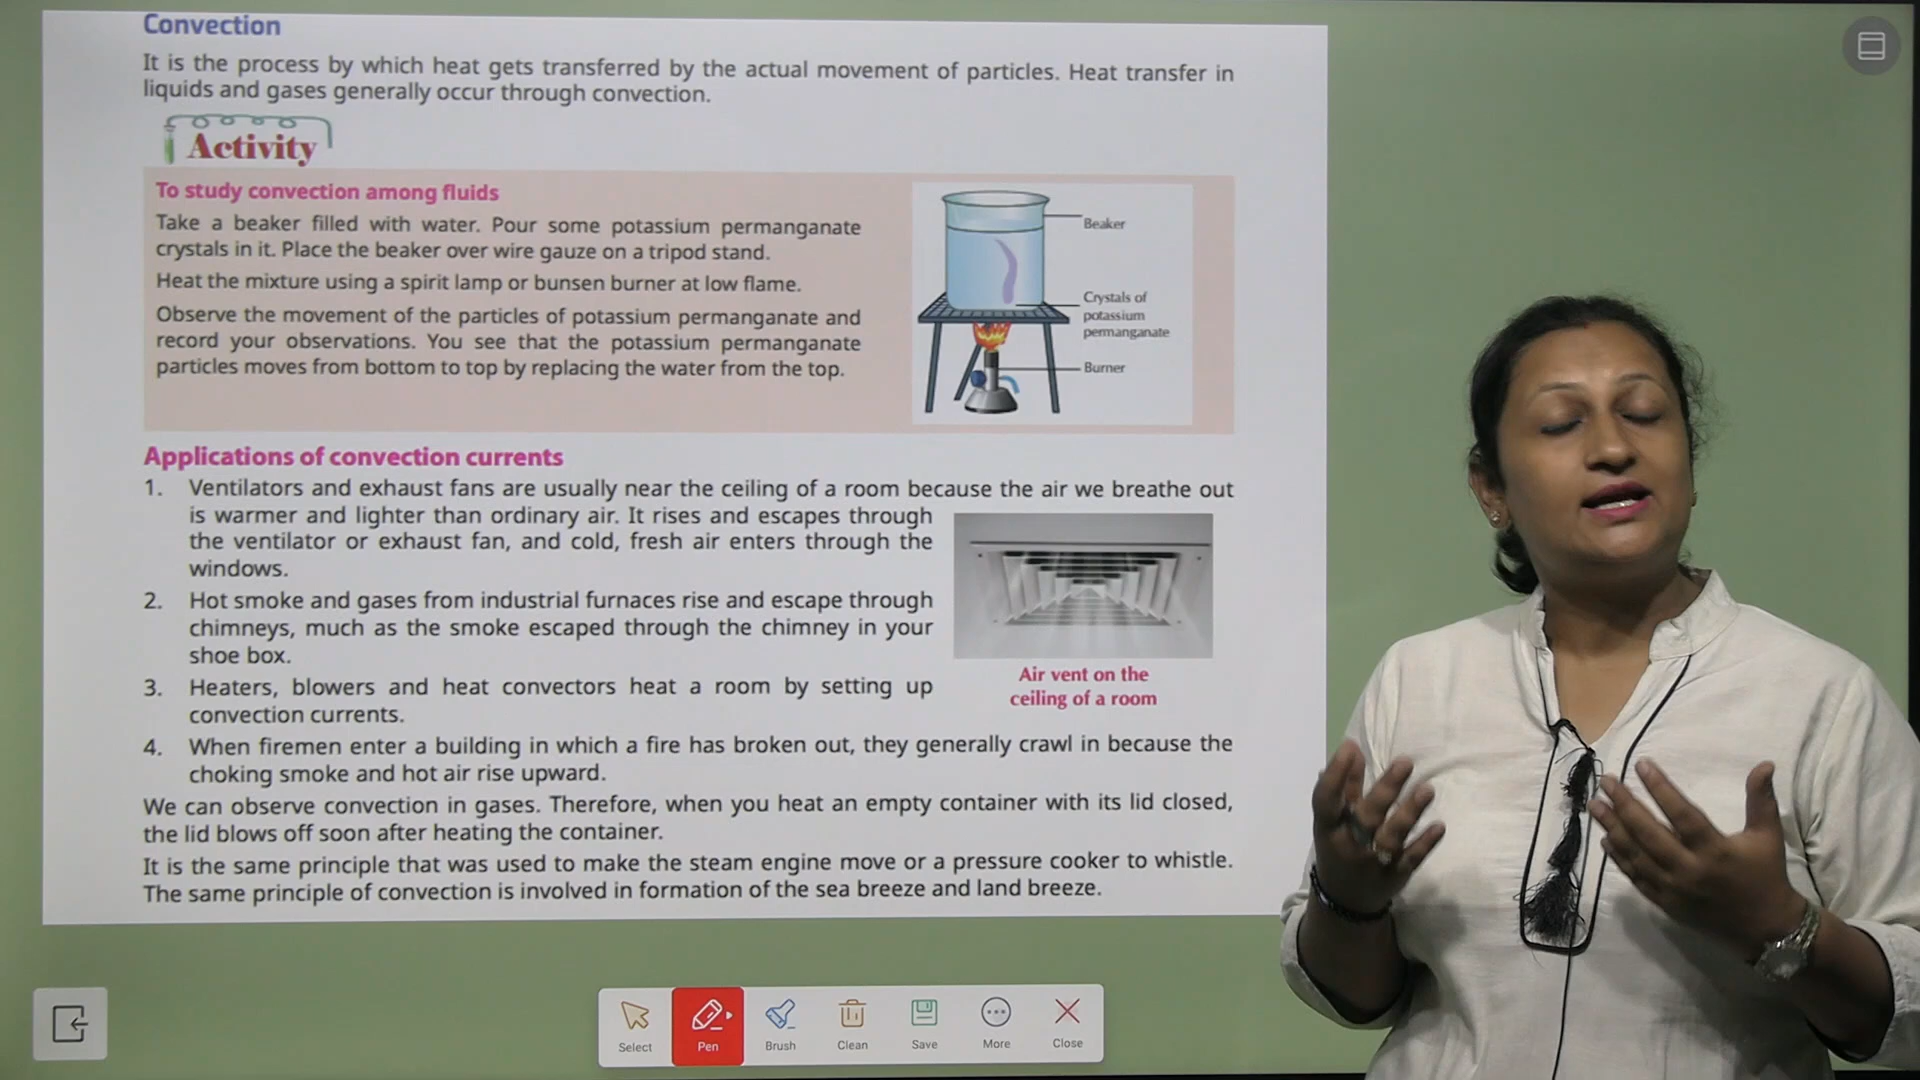 Convection
It is the process by which heat gets transferred by the actual movement of particles. Heat transfer in
liquids and gases generally occur through convection.
Activity
To study convection among fluids
Take a beaker filled with water. Pour some potassium permanganate
crystals in it. Place the beaker over wire gauze on a tripod stand.
Heat the mixture using a spirit lamp or bunsen burner at low flame.
Observe the movement of the particles of potassium permanganate and
record your observations. You see that the potassium permanganate
particles moves from bottom to top by replacing the water from the top.
Beaker
Crystals of
potassium
permanganate
Burner
Applications of convection currents
1. Ventilators and exhaust fans are usually near the ceiling of a room because the air we breathe out
is warmer and lighter than ordinary air. It rises and escapes through
the ventilator or exhaust fan, and cold, fresh air enters through the
windows.
2. Hot smoke and gases from industrial furnaces rise and escape through
chimneys, much as the smoke escaped through the chimney in your
shoe box.
3. Heaters, blowers and heat convectors heat a room by setting up
convection currents.
Air vent on the
ceiling of a room
4. When firemen enter a building in which a fire has broken out, they generally crawl in because the
choking smoke and hot air rise upward.
We can observe convection in gases. Therefore, when you heat an empty container with its lid closed,
the lid blows off soon after heating the container.
It is the same principle that was used to make the steam engine move or a pressure cooker to whistle.
The same principle of convection is involved in formation of the sea breeze and land breeze.
Select Pen Brush Clean Save More Close